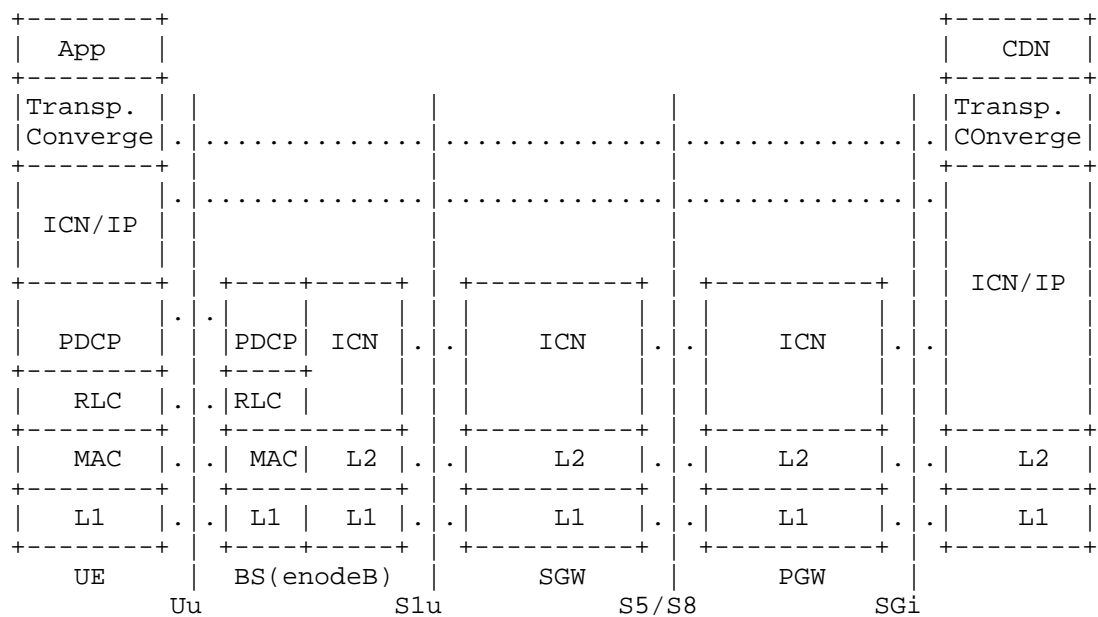 App CDN
Transp. Transp.
Converge COnverge
ICN/IP
ICN/IP
PDCP PDCP ICN ICN ICN
RLC RLC
MAC MAC L2 L2 L2 L2
L1 L1 L1 L1 L1 L1
UE BS(enodeB) SGW PGW
Uu S1u S5/S8 SGi